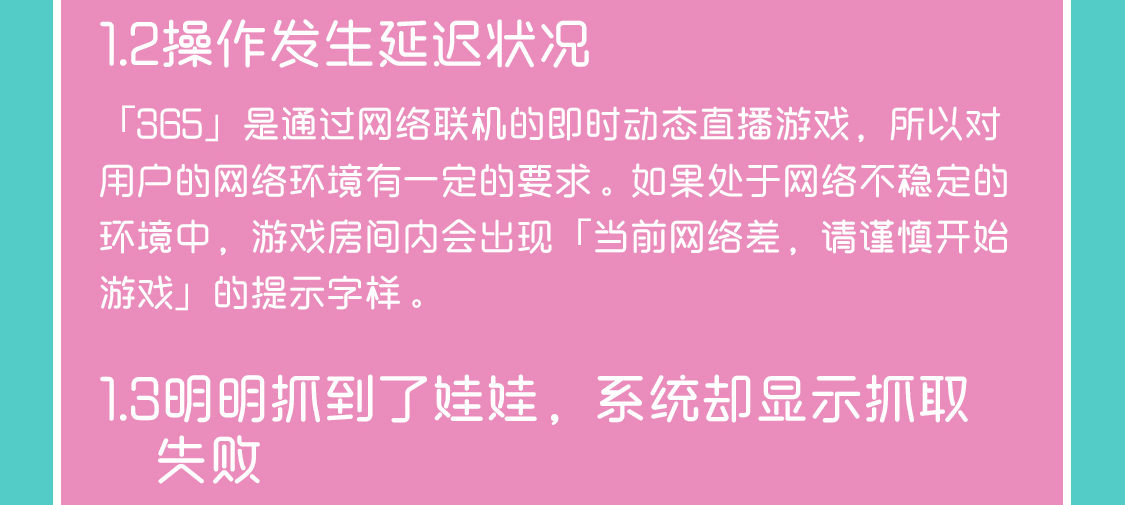 1.2操作发生延迟状况
「365」是通过网络联机的即时动态直播游戏，所以对
用户的网络环境有一定的要求。如果处于网络不稳定的
环境中，游戏房间内会出现「当前网络差，请谨慎开始
游戏」的提示字样。
1.3明明抓到了娃娃，系统却显示抓取
失败